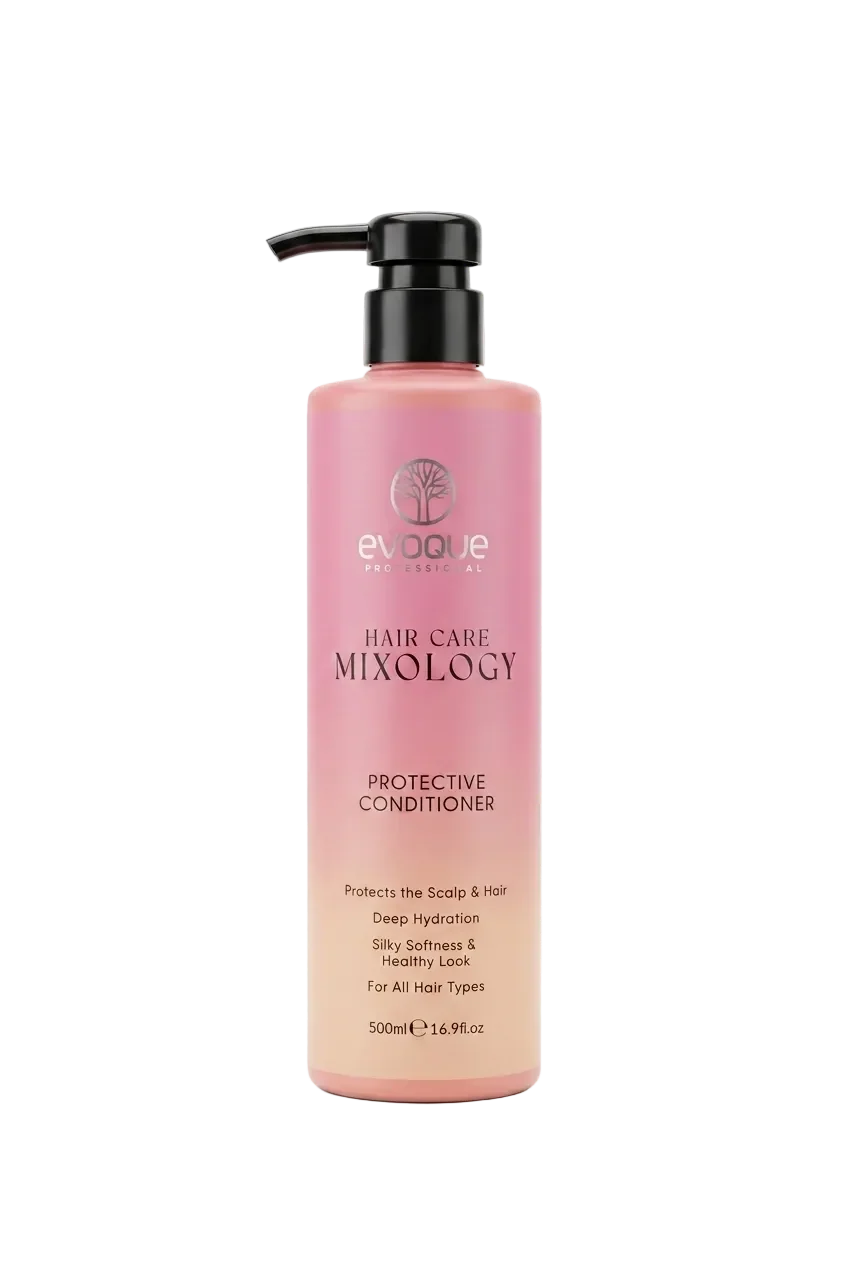 evoque
PROFESSIONAL
HAIR CARE
MIXOLOGY
PROTECTIVE
CONDITIONER
Protects the Scalp & Hair
Deep Hydration
Silky Softness &
Healthy Look
For All Hair Types
500ml ℮ 16.9fl.oz